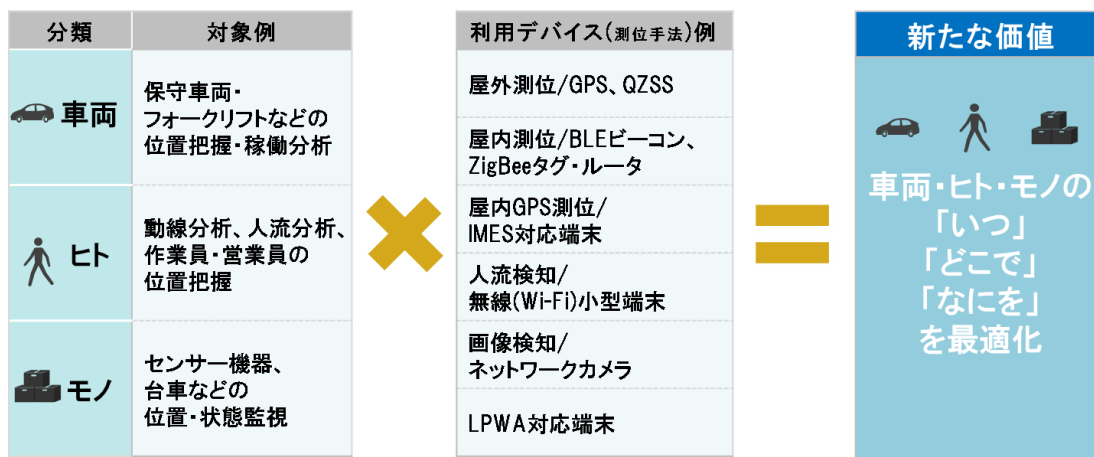 分類
対象例
車両
保守車両・
フォークリフトなどの
位置把握・稼働分析
ヒト
動線分析、人流分析、
作業員・営業員の
位置把握
モノ
センサー機器、
台車などの
位置・状態監視
×
利用デバイス(測位手法)例
屋外測位/GPS、QZSS
屋内測位/BLEビーコン、
ZigBeeタグ・ルータ
屋内GPS測位/
IMES対応端末
人流検知/
無線(Wi-Fi)小型端末
画像検知/
ネットワークカメラ
LPWA対応端末
=
新たな価値
車両・ヒト・モノの
「いつ」
「どこで」
「なにを」
を最適化